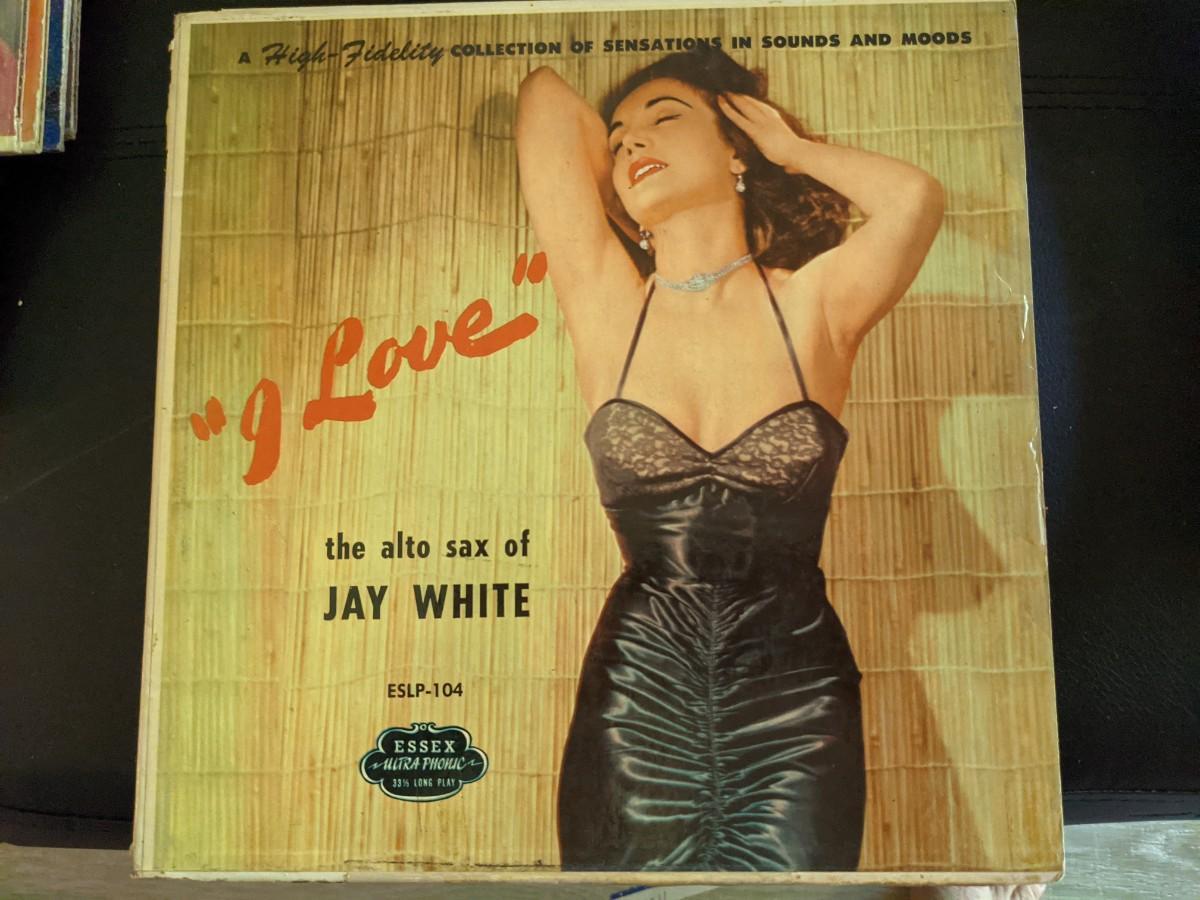 A High-Fidelity COLLECTION OF SENSATIONS IN SOUNDS AND MOODS
"I Love"
the alto sax of
JAY WHITE
ESLP-104
ESSEX
ULTRA PHONIC
33⅓ LONG PLAY